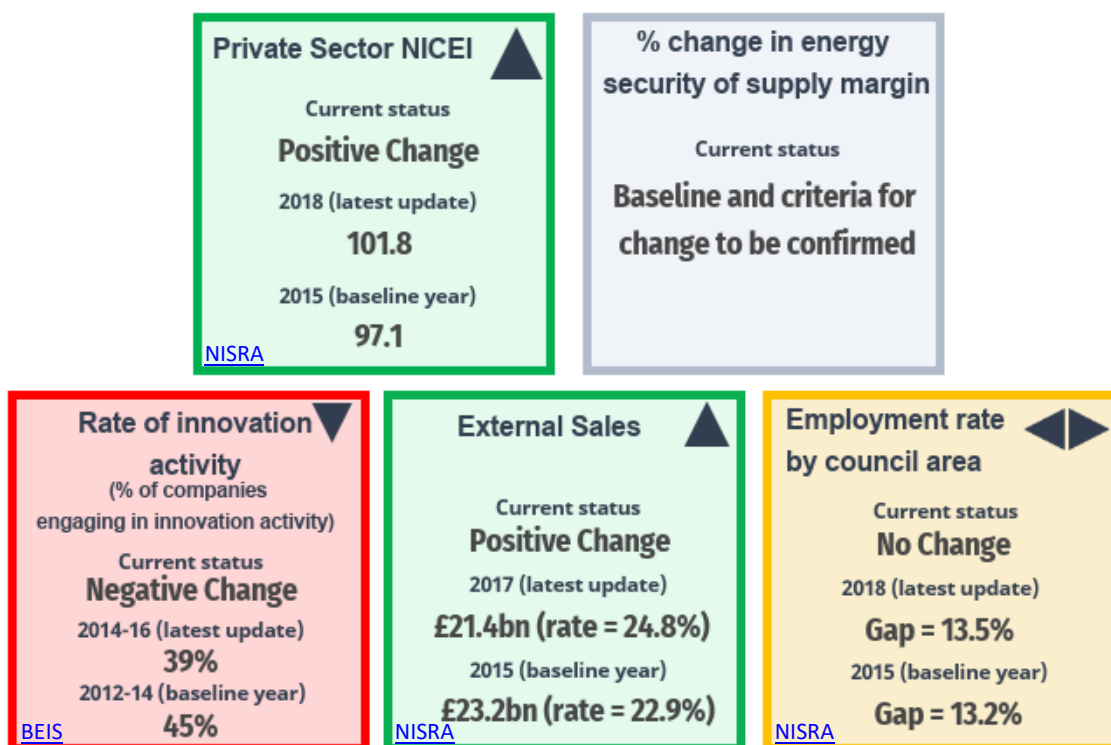 Private Sector NICEI
Current status
Positive Change
2018 (latest update)
101.8
2015 (baseline year)
97.1
NISRA
% change in energy
security of supply margin
Current status
Baseline and criteria for
change to be confirmed
Rate of innovation
activity
(% of companies
engaging in innovation activity)
Current status
Negative Change
2014-16 (latest update)
39%
2012-14 (baseline year)
45%
BEIS
External Sales
Current status
Positive Change
2017 (latest update)
£21.4bn (rate = 24.8%)
2015 (baseline year)
£23.2bn (rate = 22.9%)
NISRA
Employment rate
by council area
Current status
No Change
2018 (latest update)
Gap = 13.5%
2015 (baseline year)
Gap = 13.2%
NISRA